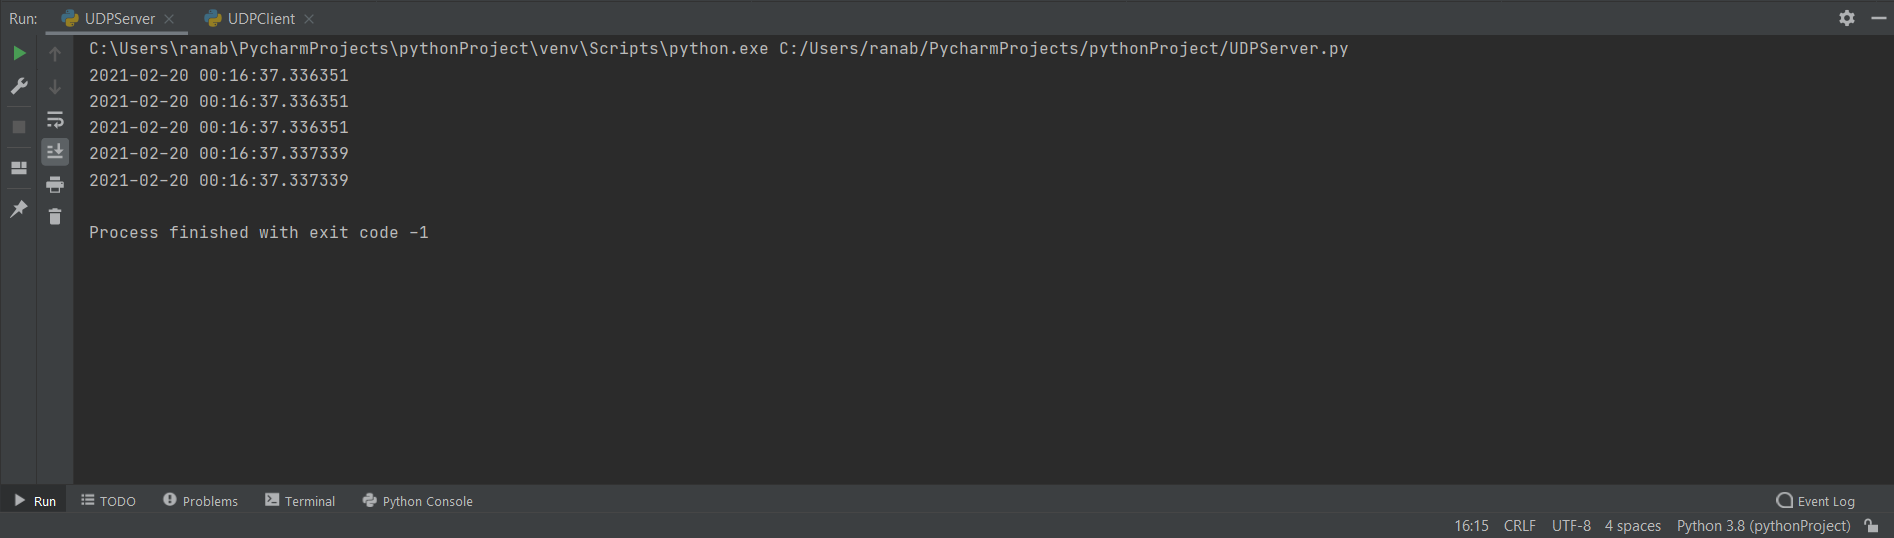 Run: UDPServer UDPClient
C:\Users\ranab\PycharmProjects\pythonProject\venv\Scripts\python.exe C:/Users/ranab/PycharmProjects/pythonProject/UDPServer.py
2021-02-20 00:16:37.336351
2021-02-20 00:16:37.336351
2021-02-20 00:16:37.336351
2021-02-20 00:16:37.337339
2021-02-20 00:16:37.337339
Process finished with exit code -1
Run TODO Problems Terminal Python Console Event Log
16:15 CRLF UTF-8 4 spaces Python 3.8 (pythonProject)